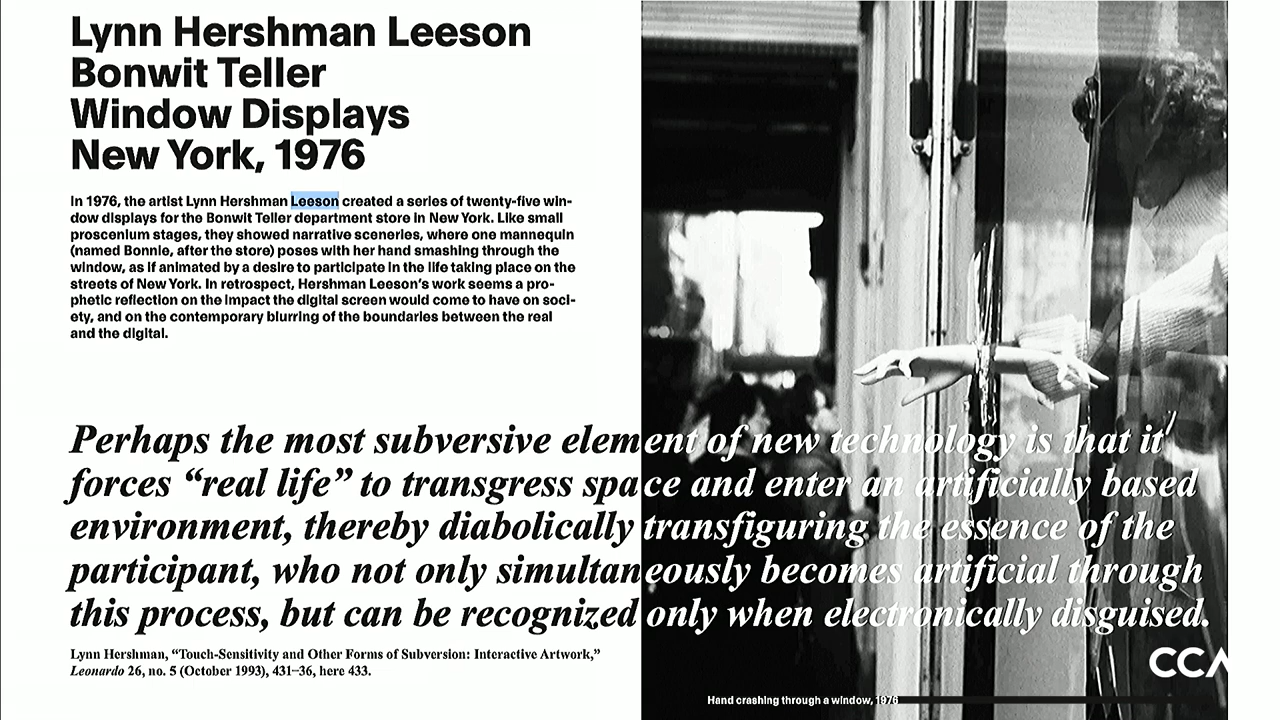 Lynn Hershman Leeson
Bonwit Teller
Window Displays
New York, 1976
In 1976, the artist Lynn Hershman Leeson created a series of twenty-five win-
dow displays for the Bonwit Teller department store in New York. Like small
proscenium stages, they showed narrative sceneries, where one mannequin
(named Bonnie, after the store) poses with her hand smashing through the
window, as if animated by a desire to participate in the life taking place on the
streets of New York. In retrospect, Hershman Leeson's work seems a pro-
phetic reflection on the impact the digital screen would come to have on soci-
ety, and on the contemporary blurring of the boundaries between the real
and the digital.
Perhaps the most subversive element of new technology is that it
forces “real life” to transgress space and enter an artificially based
environment, thereby diabolically transfiguring the essence of the
participant, who not only simultaneously becomes artificial through
this process, but can be recognized only when electronically disguised.
Lynn Hershman, “Touch-Sensitivity and Other Forms of Subversion: Interactive Artwork,”
Leonardo 26, no. 5 (October 1993), 431–36, here 433.
CCA
Hand crashing through a window, 1976